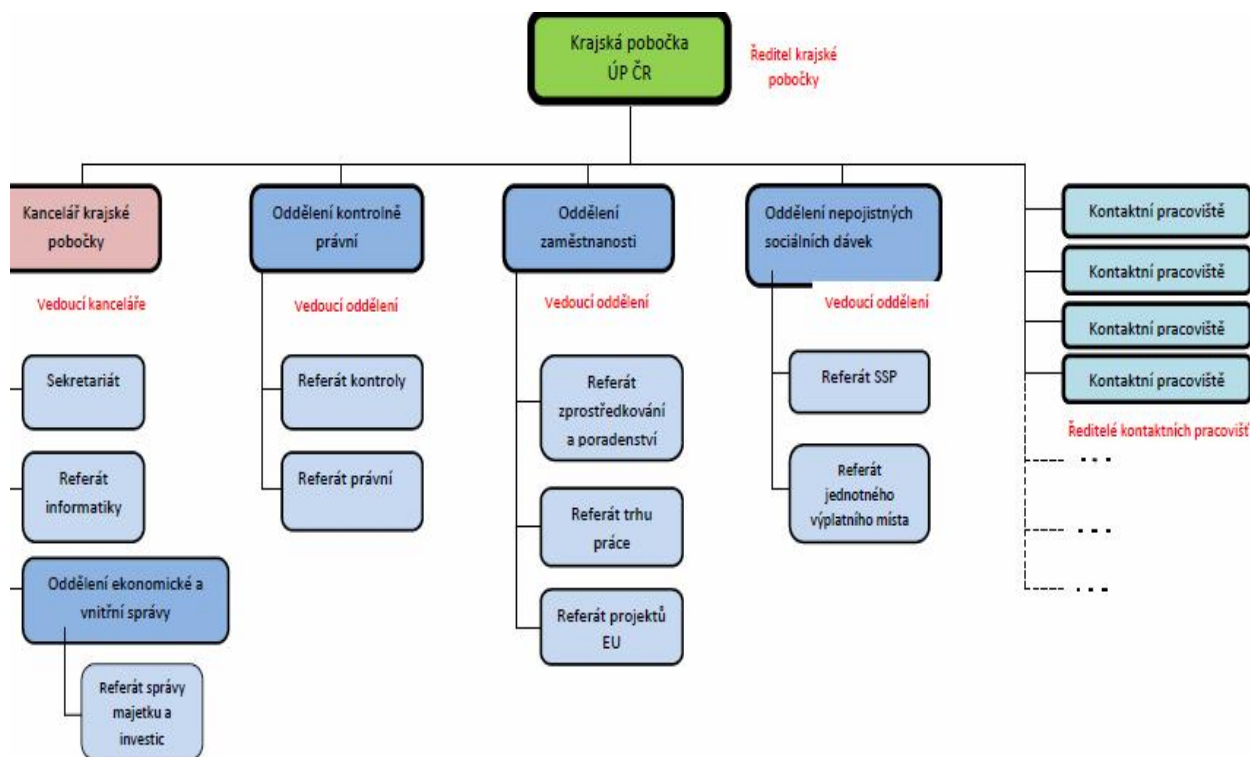 Krajská pobočka
ÚP ČR
Ředitel krajské
pobočky
Kancelář krajské
pobočky
Vedoucí kanceláře
Sekretariát
Referát
informatiky
Oddělení ekonomické a
vnitřní správy
Referát správy
majetku a
investic
Oddělení kontrolně
právní
Vedoucí oddělení
Referát kontroly
Referát právní
Oddělení
zaměstnanosti
Vedoucí oddělení
Referát
zprostředkování
a poradenství
Referát trhu
práce
Referát projektů
EU
Oddělení nepojistných
sociálních dávek
Vedoucí oddělení
Referát SSP
Referát
jednotného
výplatního místa
Kontaktní pracoviště
Kontaktní pracoviště
Kontaktní pracoviště
Kontaktní pracoviště
Ředitelé kontaktních pracovišť
...
...
...